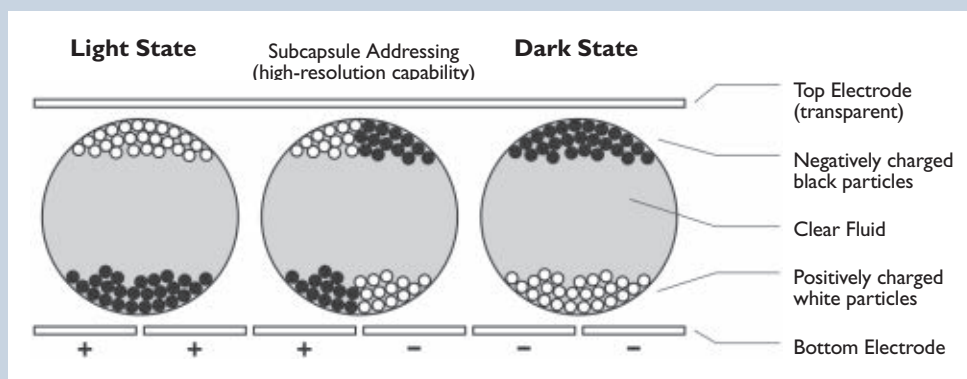 Light State
Subcapsule Addressing
(high-resolution capability)
Dark State
Top Electrode
(transparent)
Negatively charged
black particles
Clear Fluid
Positively charged
white particles
Bottom Electrode
+ + + − − −